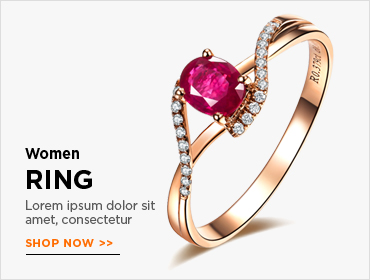 Women
RING
Lorem ipsum dolor sit
amet, consectetur
SHOP NOW >>